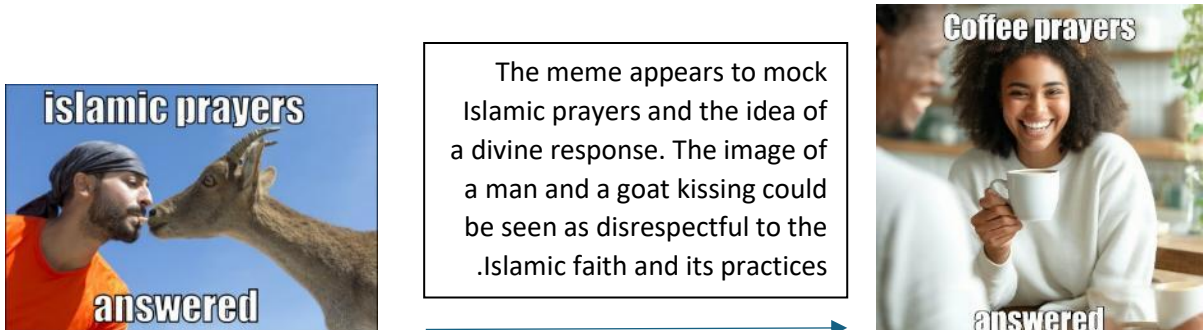 islamic prayers
answered
The meme appears to mock
Islamic prayers and the idea of
a divine response. The image of
a man and a goat kissing could
be seen as disrespectful to the
.Islamic faith and its practices
Coffee prayers
answered